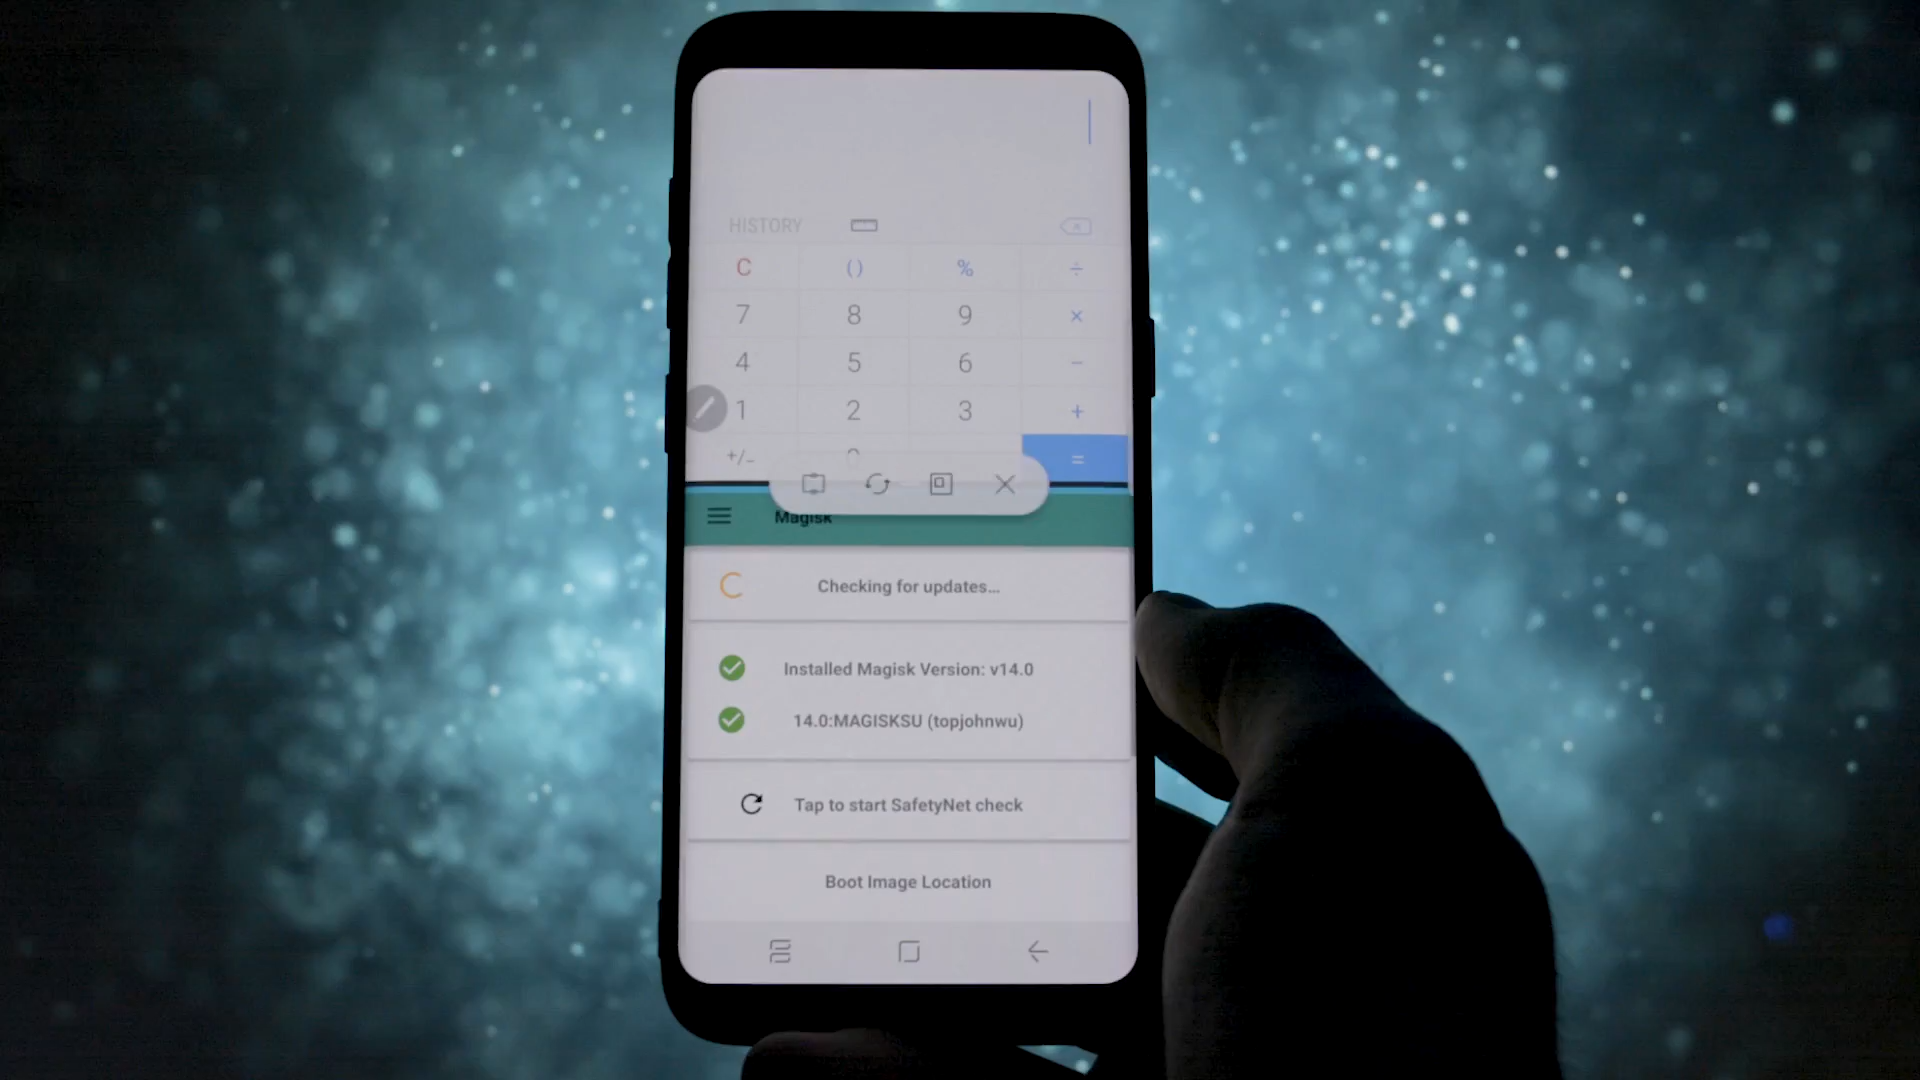 HISTORY
C () % ÷
7 8 9 ×
4 5 6 −
1 2 3 +
+/− =
Magisk
Checking for updates...
Installed Magisk Version: v14.0
14.0:MAGISKSU (topjohnwu)
Tap to start SafetyNet check
Boot Image Location